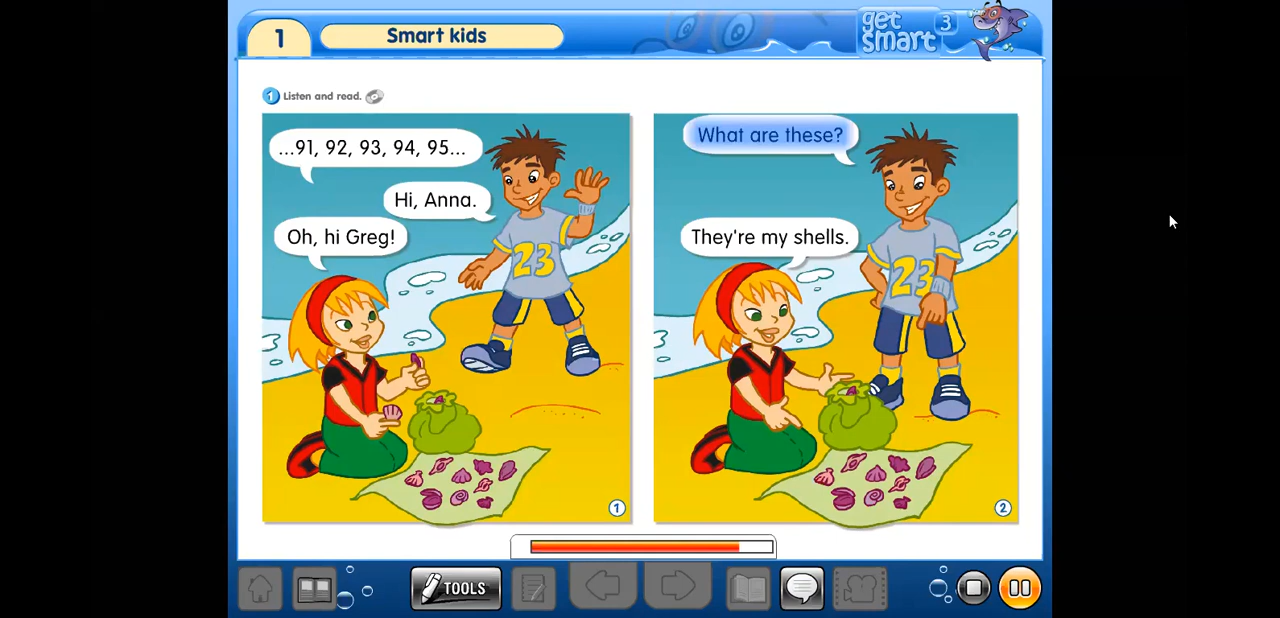 1
Smart kids
get
smart 3
1 Listen and read.
...91, 92, 93, 94, 95...
Hi, Anna.
Oh, hi Greg!
23
1
What are these?
They're my shells.
23
2
TOOLS